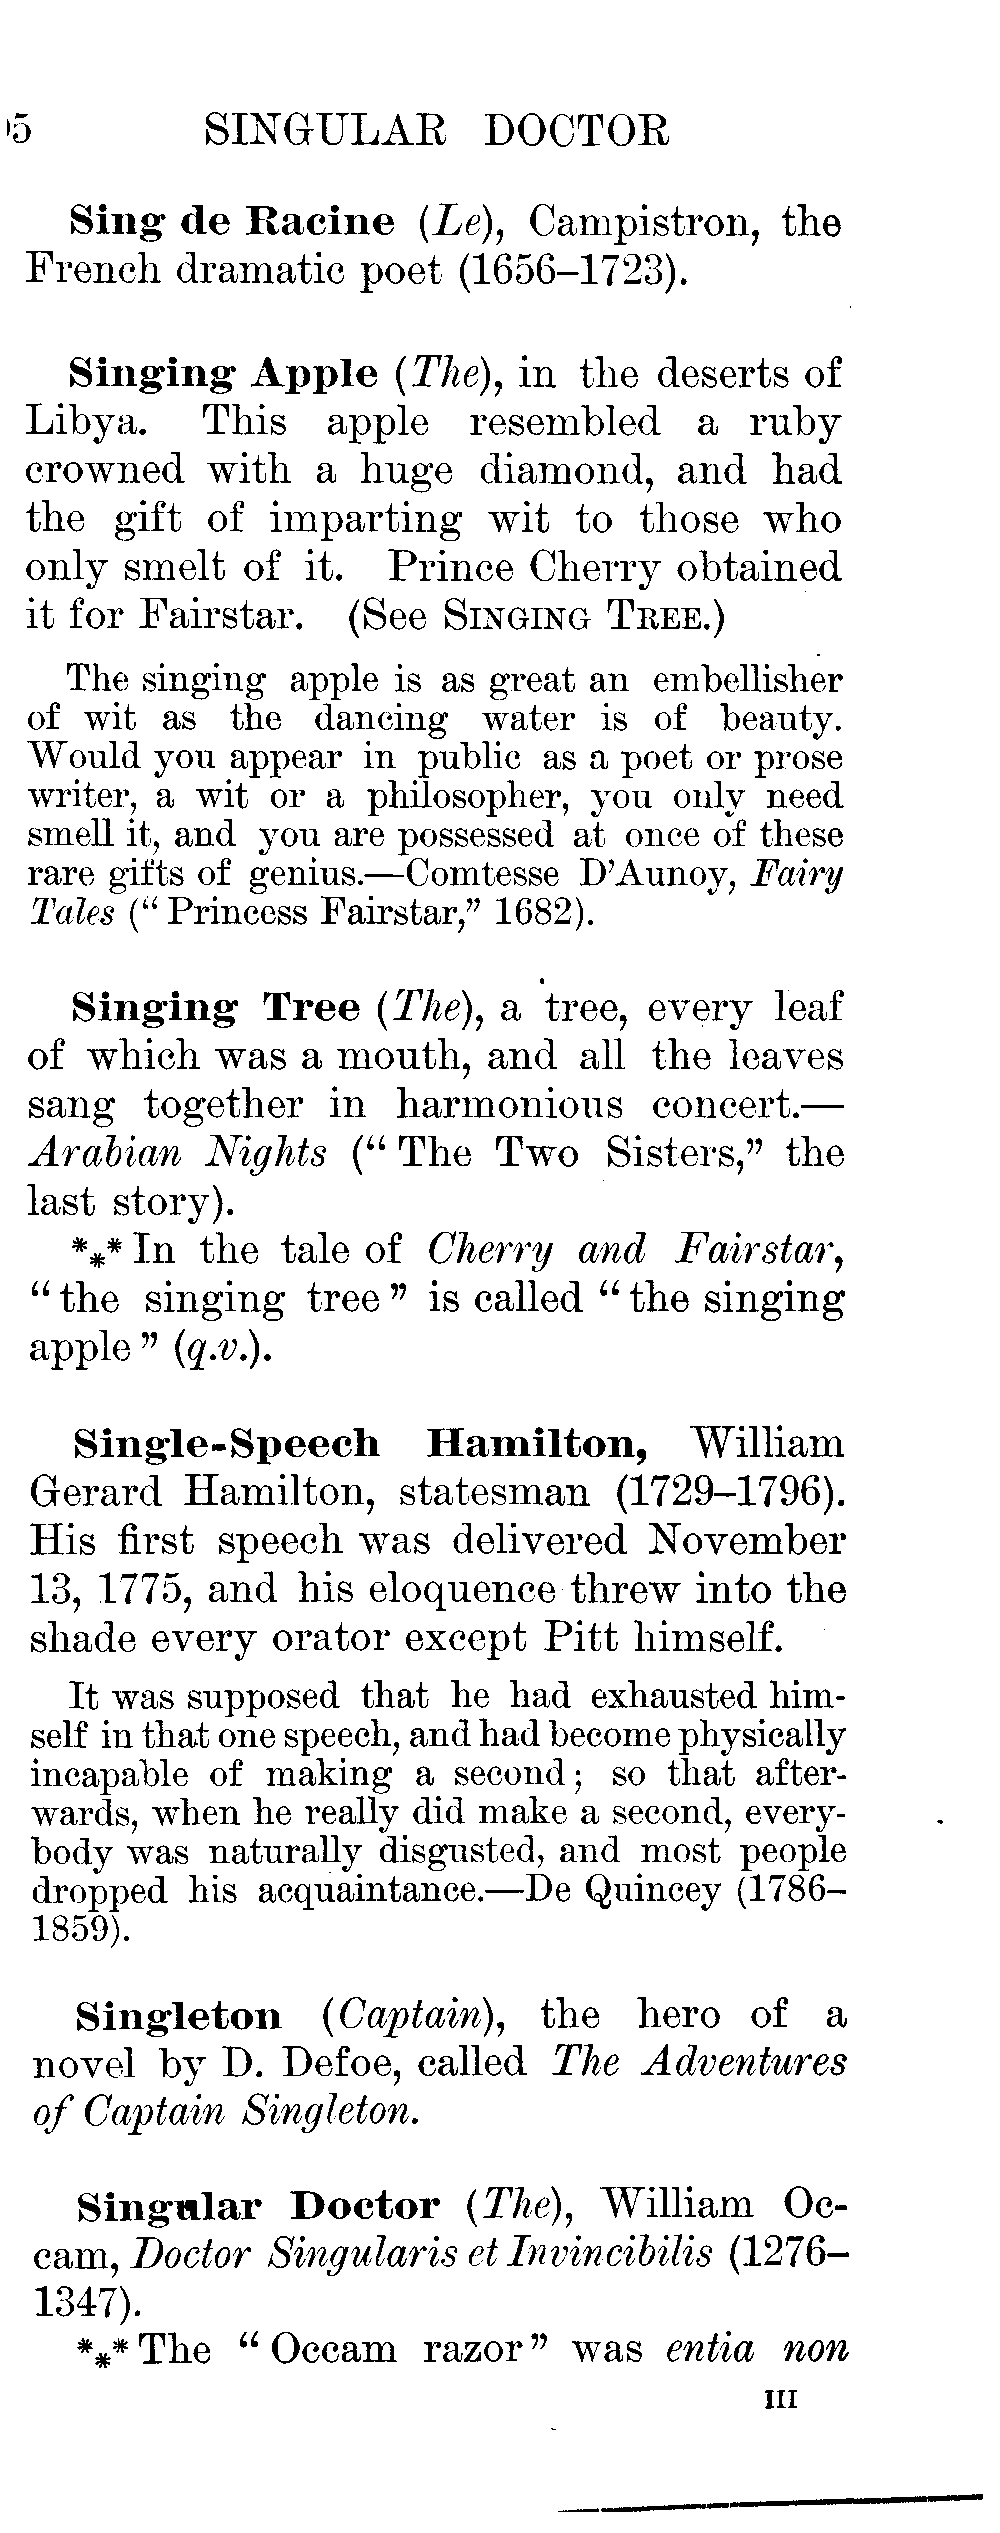 5 SINGULAR DOCTOR
Sing de Racine (Le), Campistron, the
French dramatic poet (1656–1723).
Singing Apple (The), in the deserts of
Libya. This apple resembled a ruby
crowned with a huge diamond, and had
the gift of imparting wit to those who
only smelt of it. Prince Cherry obtained
it for Fairstar. (See SINGING TREE.)
The singing apple is as great an embellisher
of wit as the dancing water is of beauty.
Would you appear in public as a poet or prose
writer, a wit or a philosopher, you only need
smell it, and you are possessed at once of these
rare gifts of genius.—Comtesse D'Aunoy, Fairy
Tales (“Princess Fairstar,” 1682).
Singing Tree (The), a tree, every leaf
of which was a mouth, and all the leaves
sang together in harmonious concert.—
Arabian Nights (“The Two Sisters,” the
last story).
*** In the tale of Cherry and Fairstar,
“the singing tree” is called “the singing
apple” (q.v.).
Single-Speech Hamilton, William
Gerard Hamilton, statesman (1729–1796).
His first speech was delivered November
13, 1775, and his eloquence threw into the
shade every orator except Pitt himself.
It was supposed that he had exhausted him-
self in that one speech, and had become physically
incapable of making a second; so that after-
wards, when he really did make a second, every-
body was naturally disgusted, and most people
dropped his acquaintance.—De Quincey (1786–
1859).
Singleton (Captain), the hero of a
novel by D. Defoe, called The Adventures
of Captain Singleton.
Singular Doctor (The), William Oc-
cam, Doctor Singularis et Invincibilis (1276–
1347).
*** The “Occam razor” was entia non
III